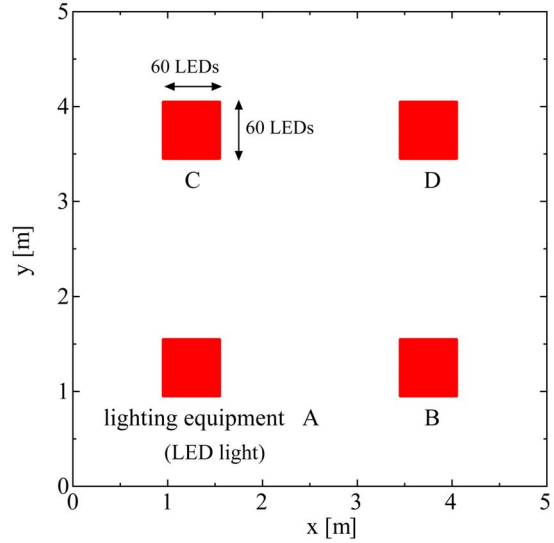 5
60 LEDs
4
60 LEDs
C
D
3
y [m]
2
1
lighting equipment A
B
(LED light)
0
0 1 2 3 4 5
x [m]